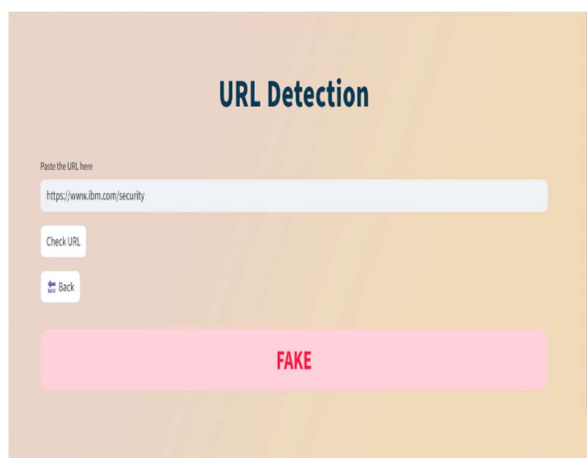 URL Detection
Paste the URL here
https://www.ibm.com/security
Check URL
Back
FAKE